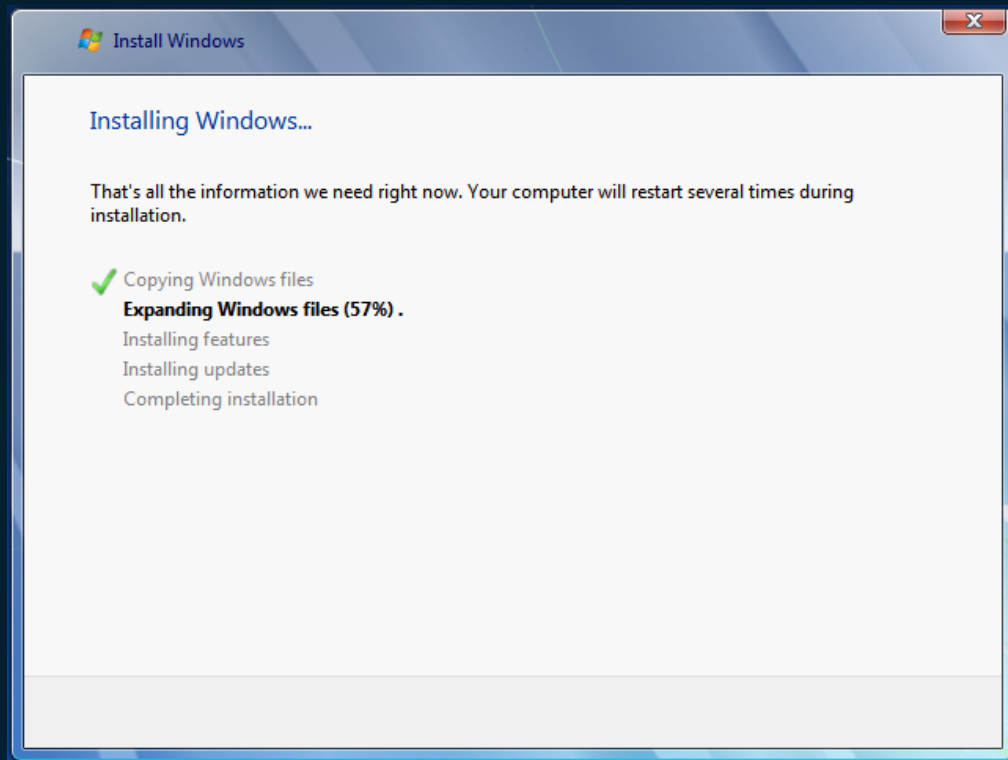 Install Windows
Installing Windows...
That's all the information we need right now. Your computer will restart several times during
installation.
Copying Windows files
Expanding Windows files (57%) .
Installing features
Installing updates
Completing installation